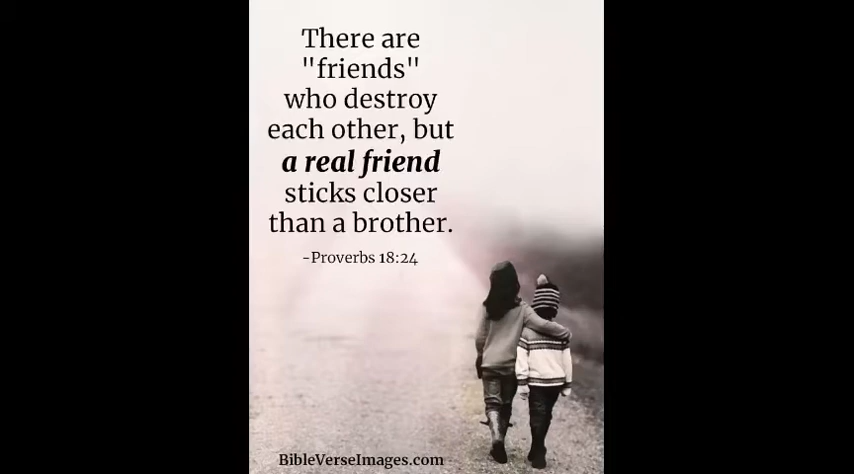 There are
"friends"
who destroy
each other, but
a real friend
sticks closer
than a brother.
-Proverbs 18:24
BibleVerseImages.com